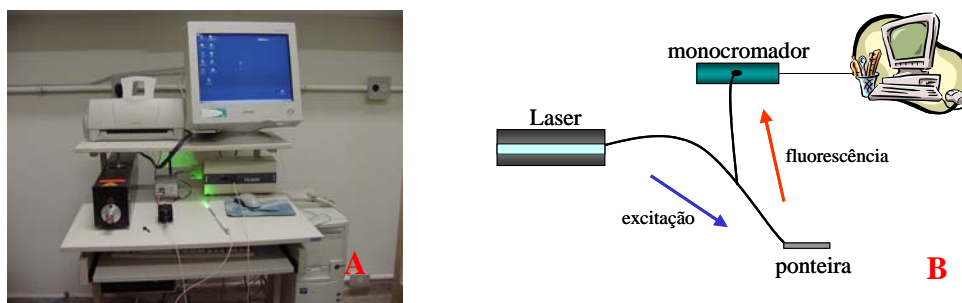 A
monocromador
Laser
fluorescência
excitação
ponteira
B